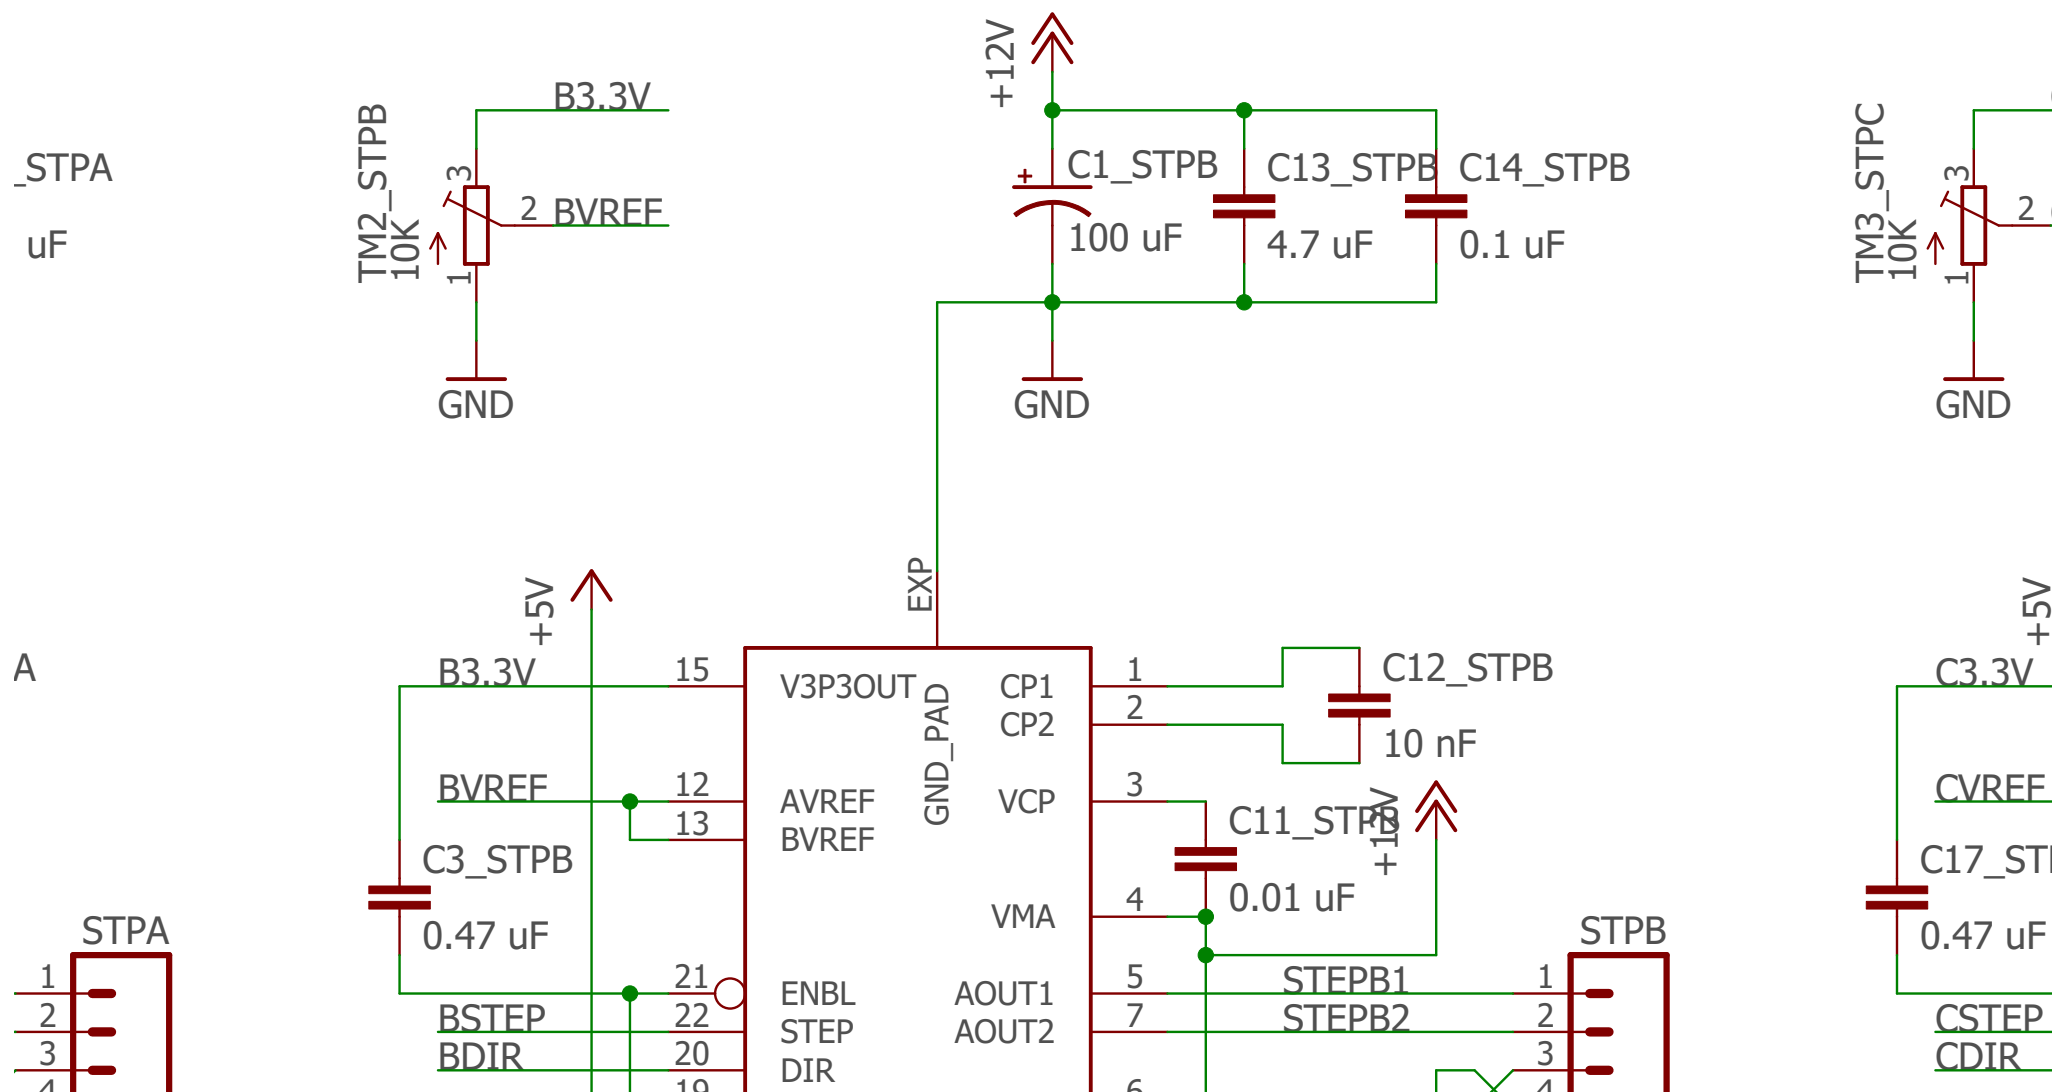 +12V
B3.3V
TM2_STPB
10K
3
2
BVREF
1
GND
_STPA
uF
C1_STPB
100 uF
C13_STPB
4.7 uF
C14_STPB
0.1 uF
GND
TM3_STPC
10K
3
2
1
GND
EXP
+5V
+5V
A
B3.3V
15
V3P3OUT
GND_PAD
CP1
1
C12_STPB
10 nF
CP2
2
C3.3V
BVREF
12
AVREF
13
BVREF
VCP
3
C11_STPB
0.01 uF
+12V
CVREF
C3_STPB
0.47 uF
VMA
4
C17_ST
0.47 uF
STPA
1
2
3
4
21
ENBL
AOUT1
5
STEPB1
STPB
1
BSTEP
22
STEP
AOUT2
7
STEPB2
2
CSTEP
BDIR
20
DIR
3
CDIR
19
6
4